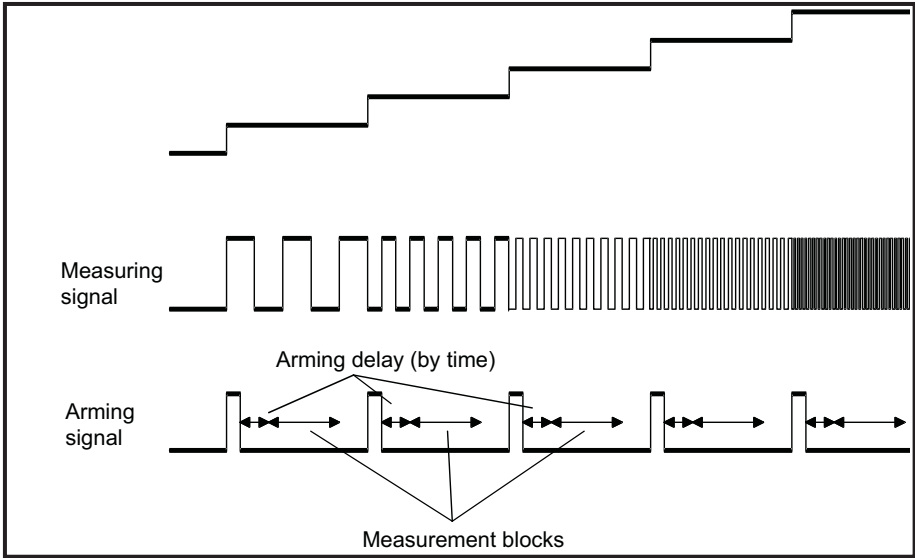 Measuring
signal
Arming delay (by time)
Arming
signal
Measurement blocks